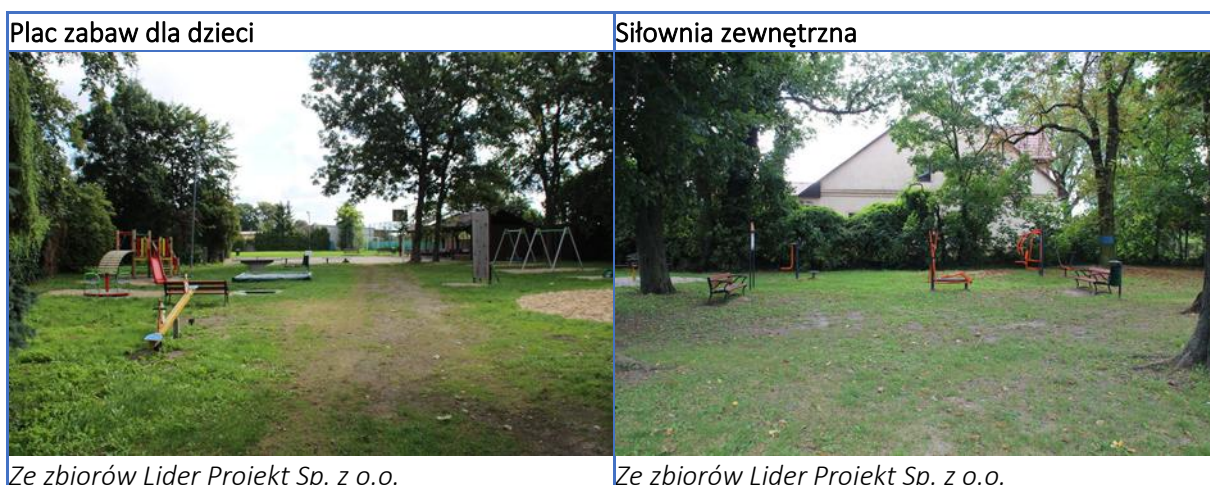 Plac zabaw dla dzieci
Siłownia zewnętrzna
Ze zbiorów Lider Projekt Sp. z o.o.
Ze zbiorów Lider Projekt Sp. z o.o.